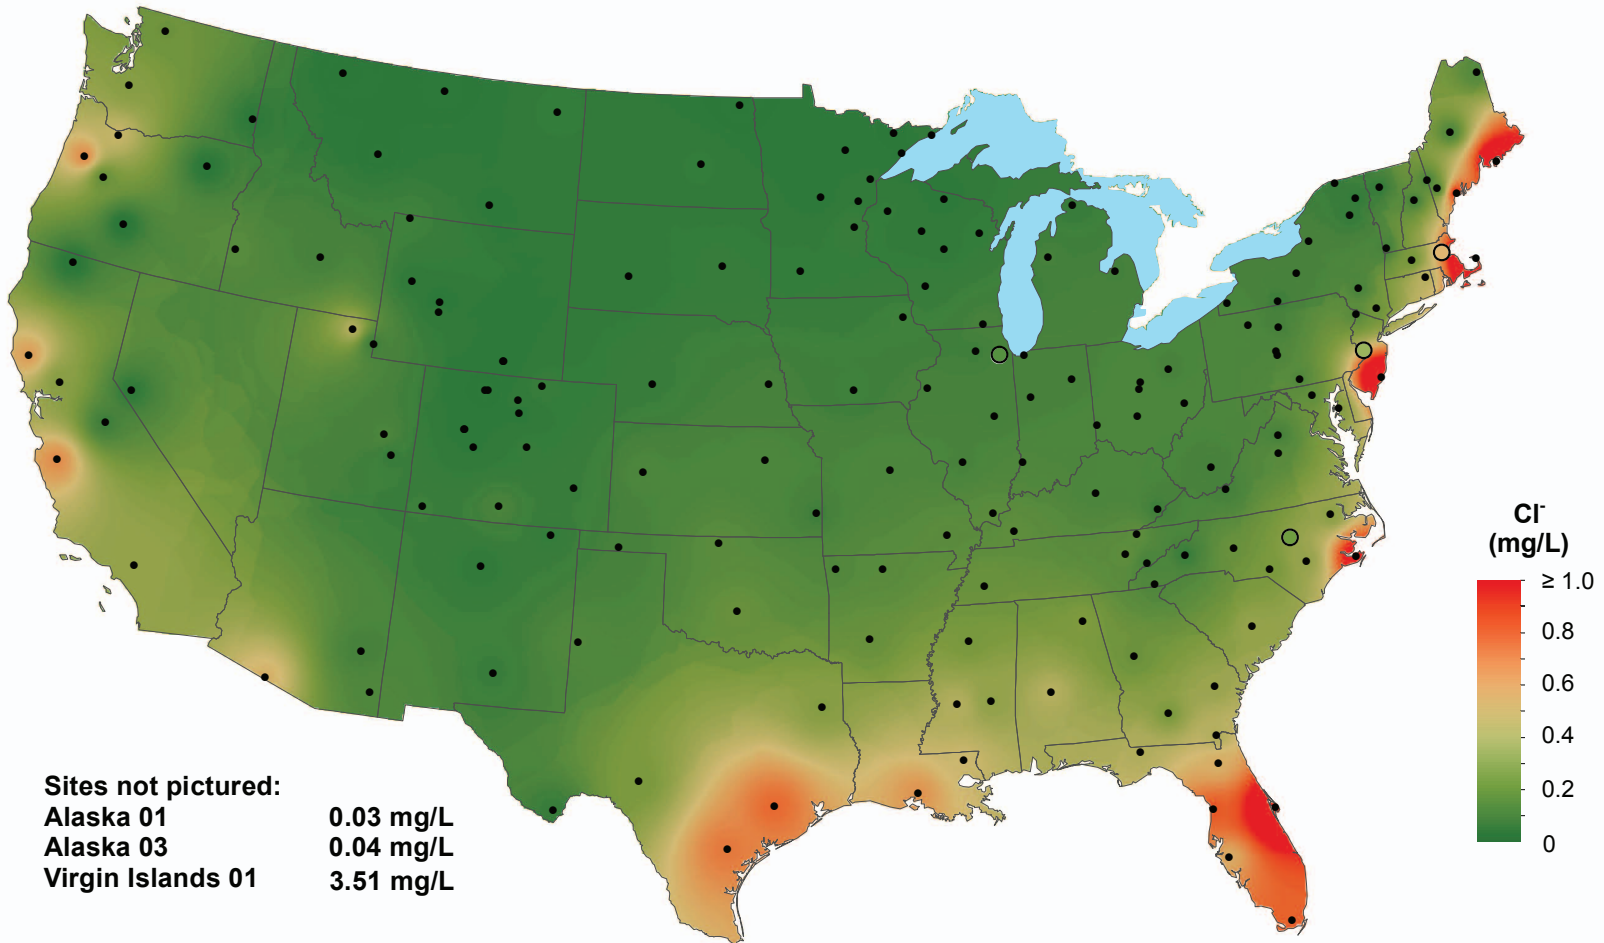 Cl⁻
(mg/L)
≥ 1.0
0.8
0.6
0.4
0.2
0
Sites not pictured:
Alaska 01 0.03 mg/L
Alaska 03 0.04 mg/L
Virgin Islands 01 3.51 mg/L